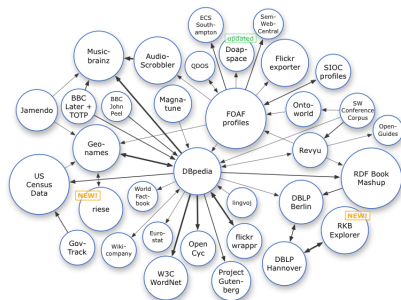 ECS
South-
ampton
Sem-
Web-
Central
updated
Doap-
space
Music-
brainz
Audio-
Scrobbler
QDOS
Flickr
exporter
SIOC
profiles
BBC
Later +
TOTP
BBC
John
Peel
Magna-
tune
Jamendo
FOAF
profiles
Onto-
world
SW
Conference
Corpus
Open-
Guides
Geo-
names
Revyu
US
Census
Data
DBpedia
RDF Book
Mashup
NEW!
riese
World
Fact-
book
lingvoj
DBLP
Berlin
NEW!
RKB
Explorer
Gov-
Track
Wiki-
company
Euro-
stat
Open
Cyc
flickr
wrappr
W3C
WordNet
Project
Guten-
berg
DBLP
Hannover